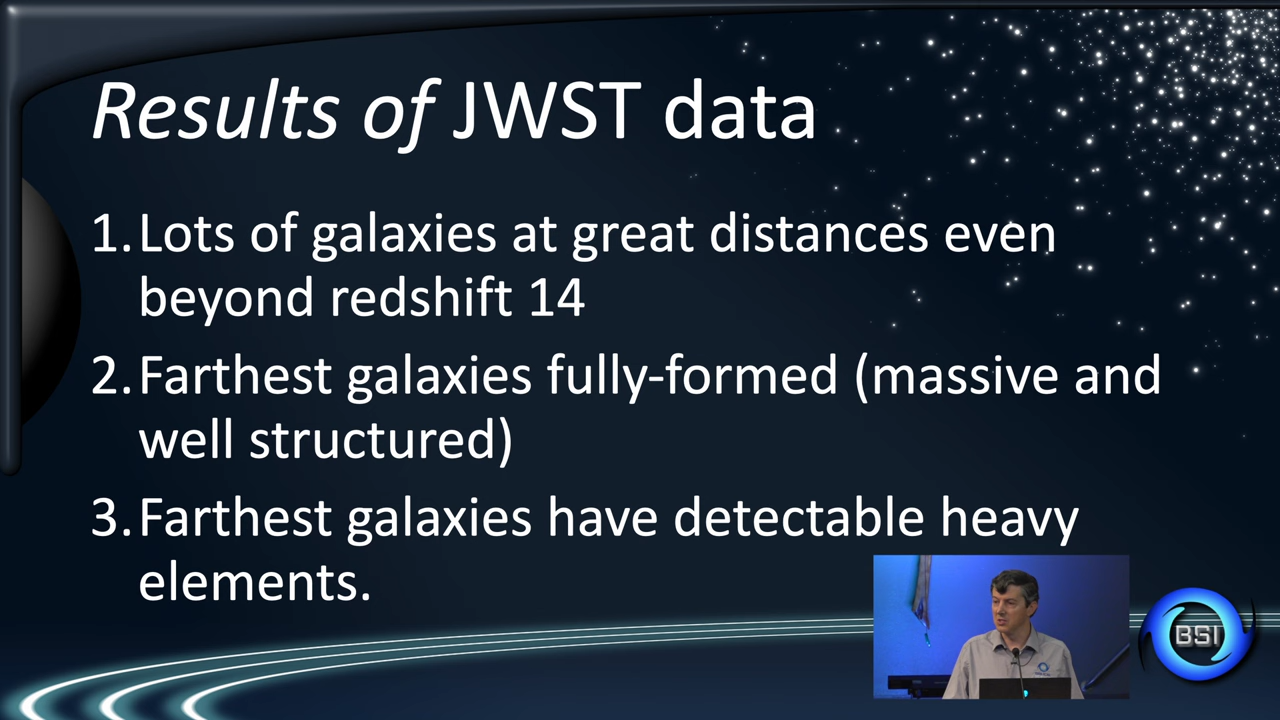 Results of JWST data
1. Lots of galaxies at great distances even
beyond redshift 14
2. Farthest galaxies fully-formed (massive and
well structured)
3. Farthest galaxies have detectable heavy
elements.
BSI